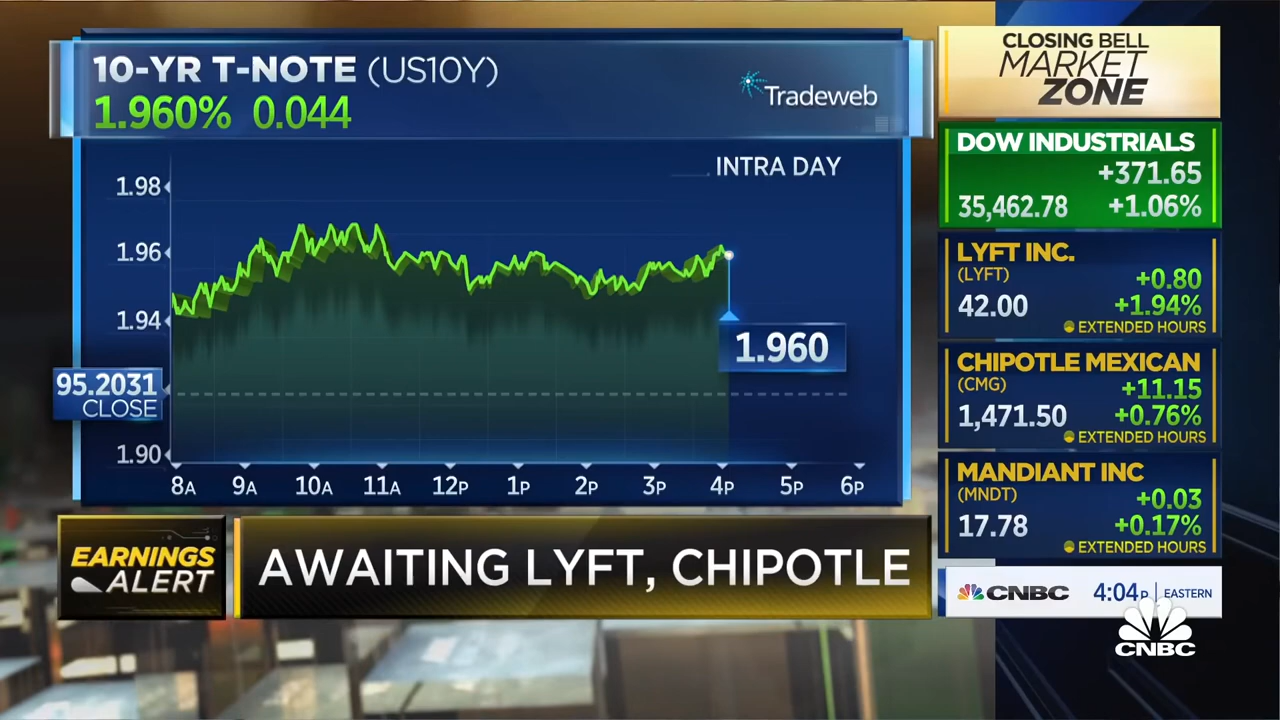 10-YR T-NOTE (US10Y)
1.960% 0.044
Tradeweb
INTRA DAY
1.98
1.96
1.94
95.2031
CLOSE
1.90
1.960
8A 9A 10A 11A 12P 1P 2P 3P 4P 5P 6P
EARNINGS
ALERT
AWAITING LYFT, CHIPOTLE
CLOSING BELL
MARKET
ZONE
DOW INDUSTRIALS
+371.65
35,462.78 +1.06%
LYFT INC.
(LYFT) +0.80
42.00 +1.94%
EXTENDED HOURS
CHIPOTLE MEXICAN
(CMG) +11.15
1,471.50 +0.76%
EXTENDED HOURS
MANDIANT INC
(MNDT) +0.03
17.78 +0.17%
EXTENDED HOURS
CNBC 4:04P EASTERN
CNBC